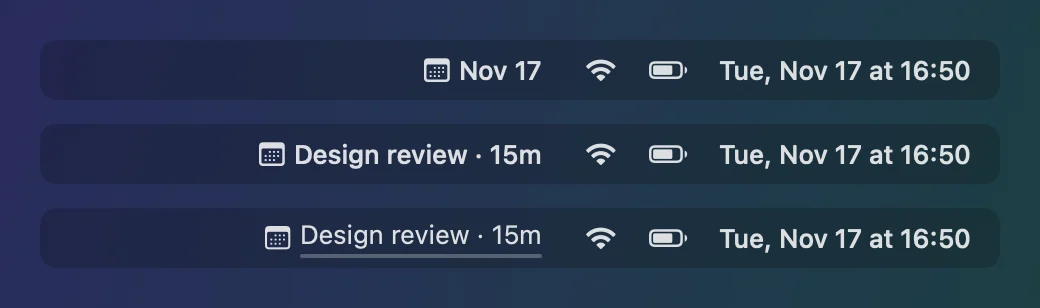 Nov 17 Tue, Nov 17 at 16:50
Design review · 15m Tue, Nov 17 at 16:50
Design review · 15m Tue, Nov 17 at 16:50